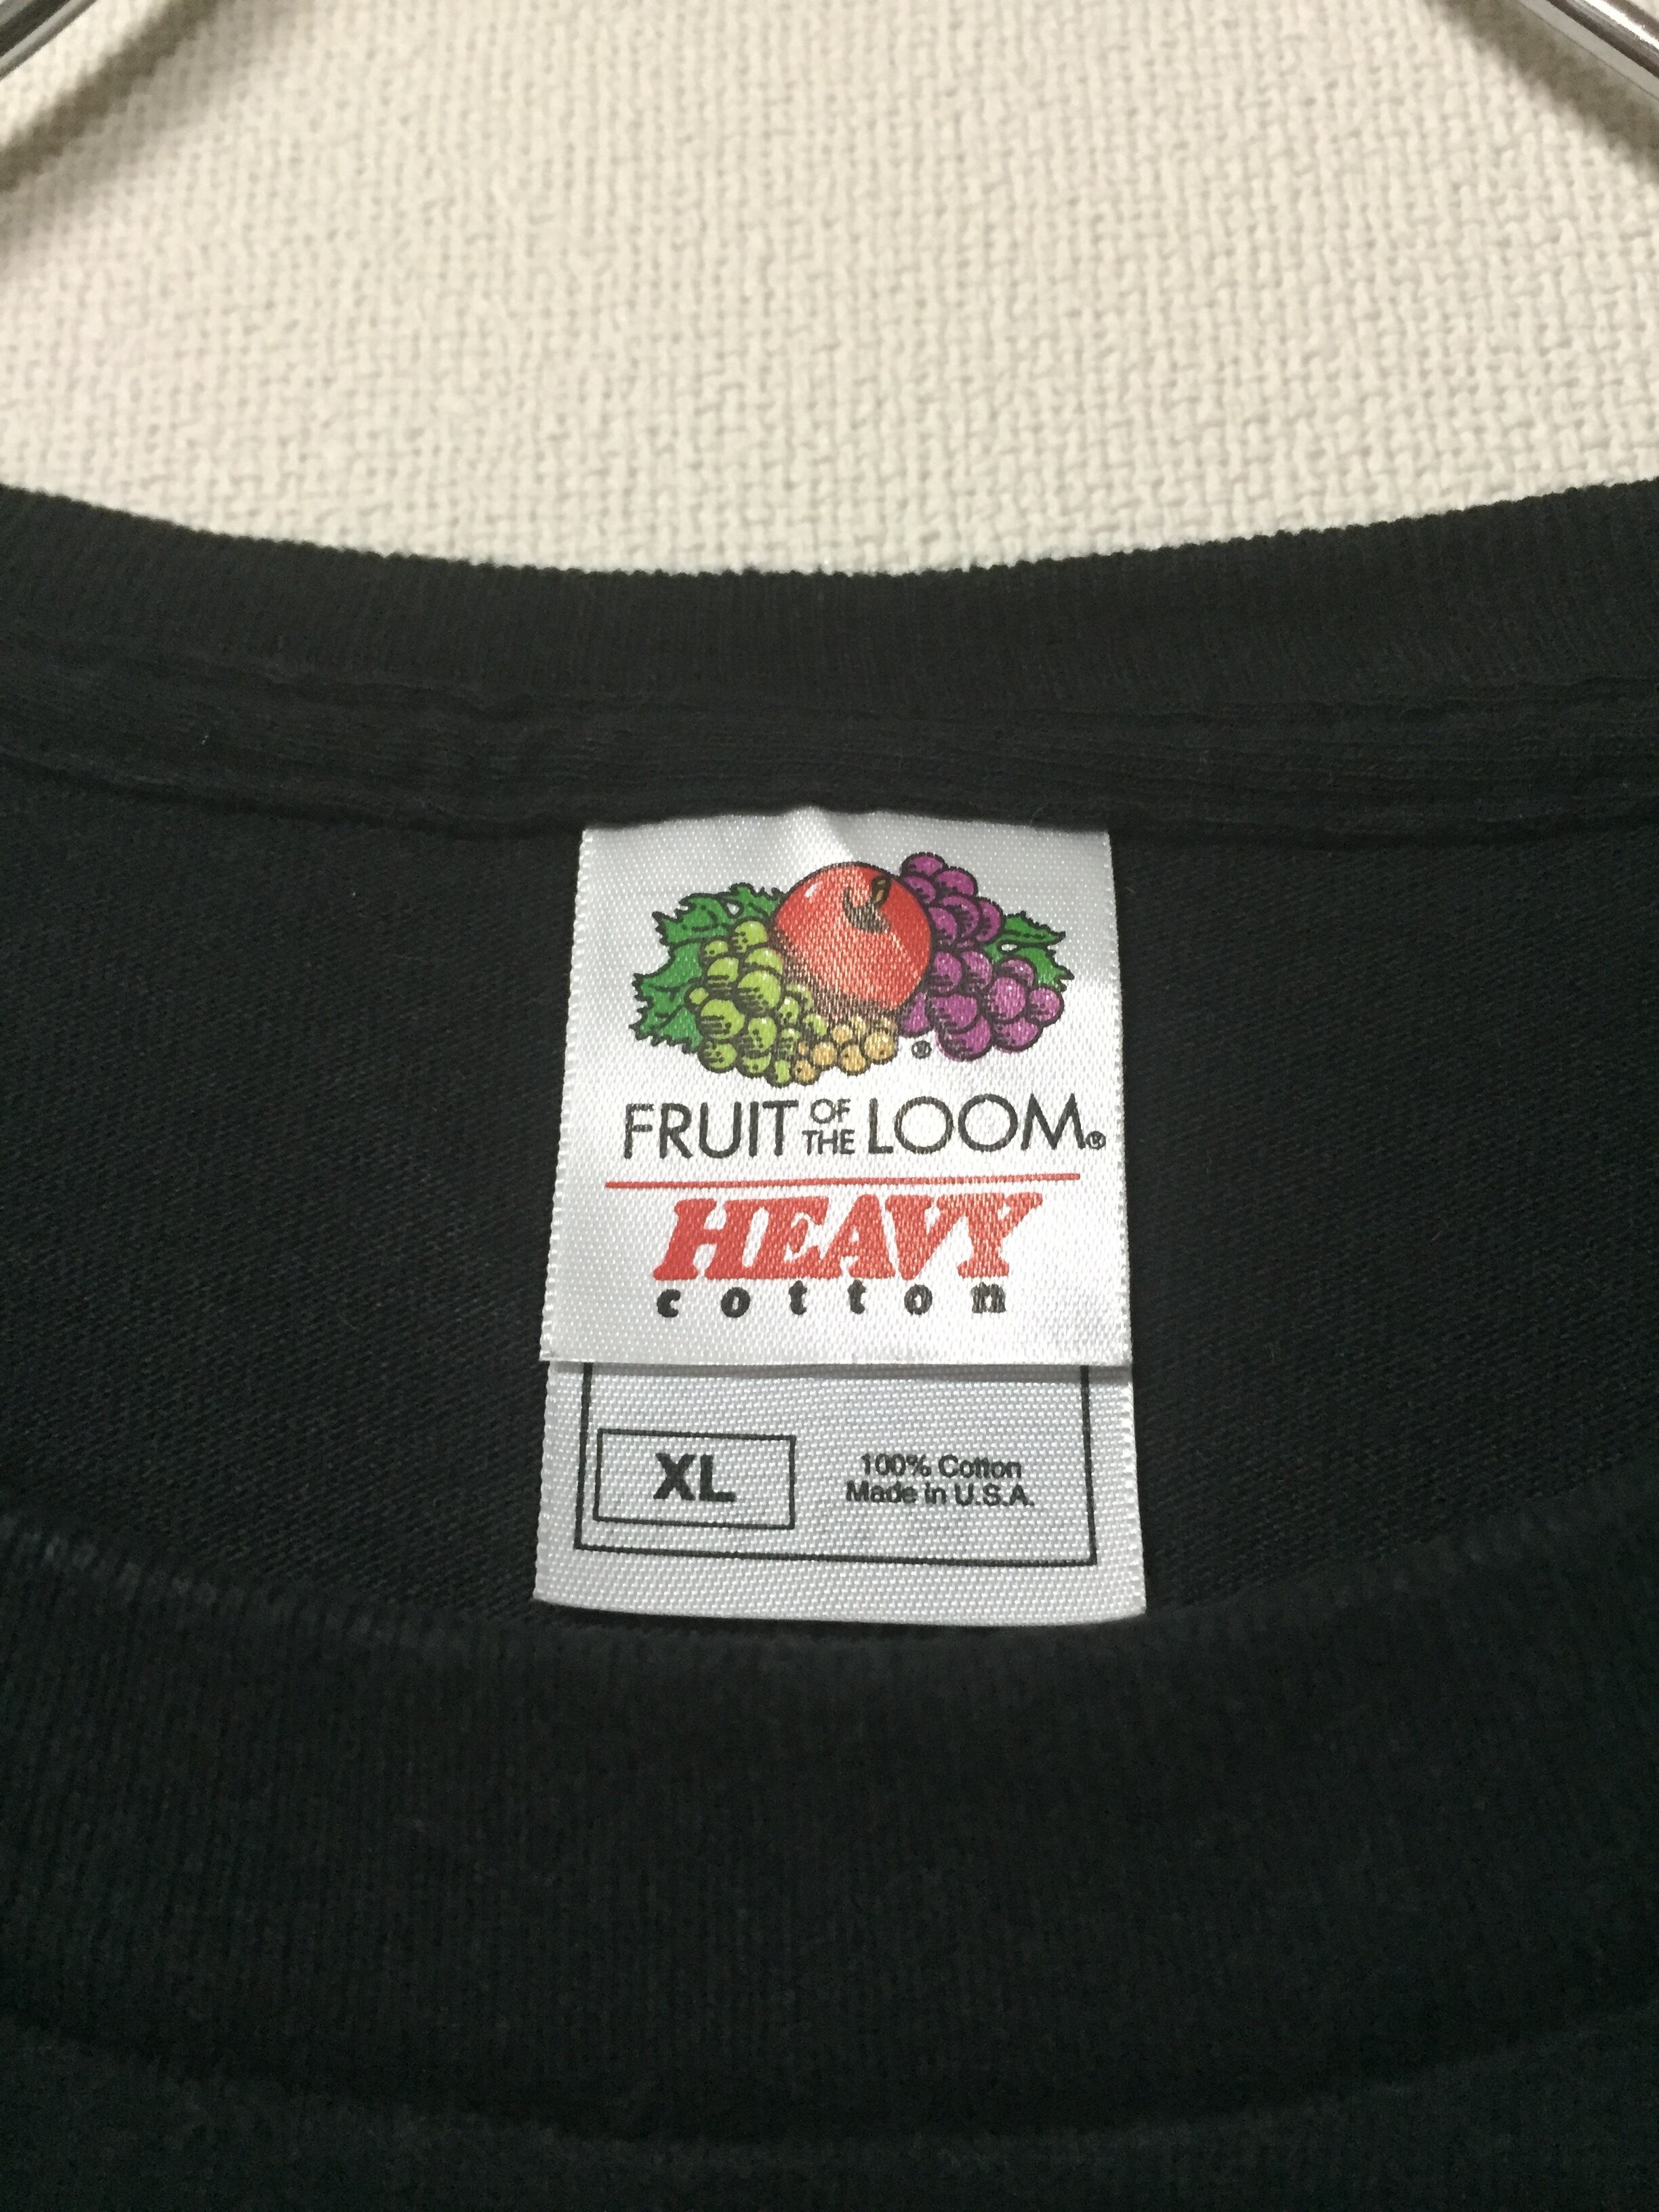 ®
FRUIT OF THE LOOM®
HEAVY
cotton
XL
100% Cotton
Made in U.S.A.